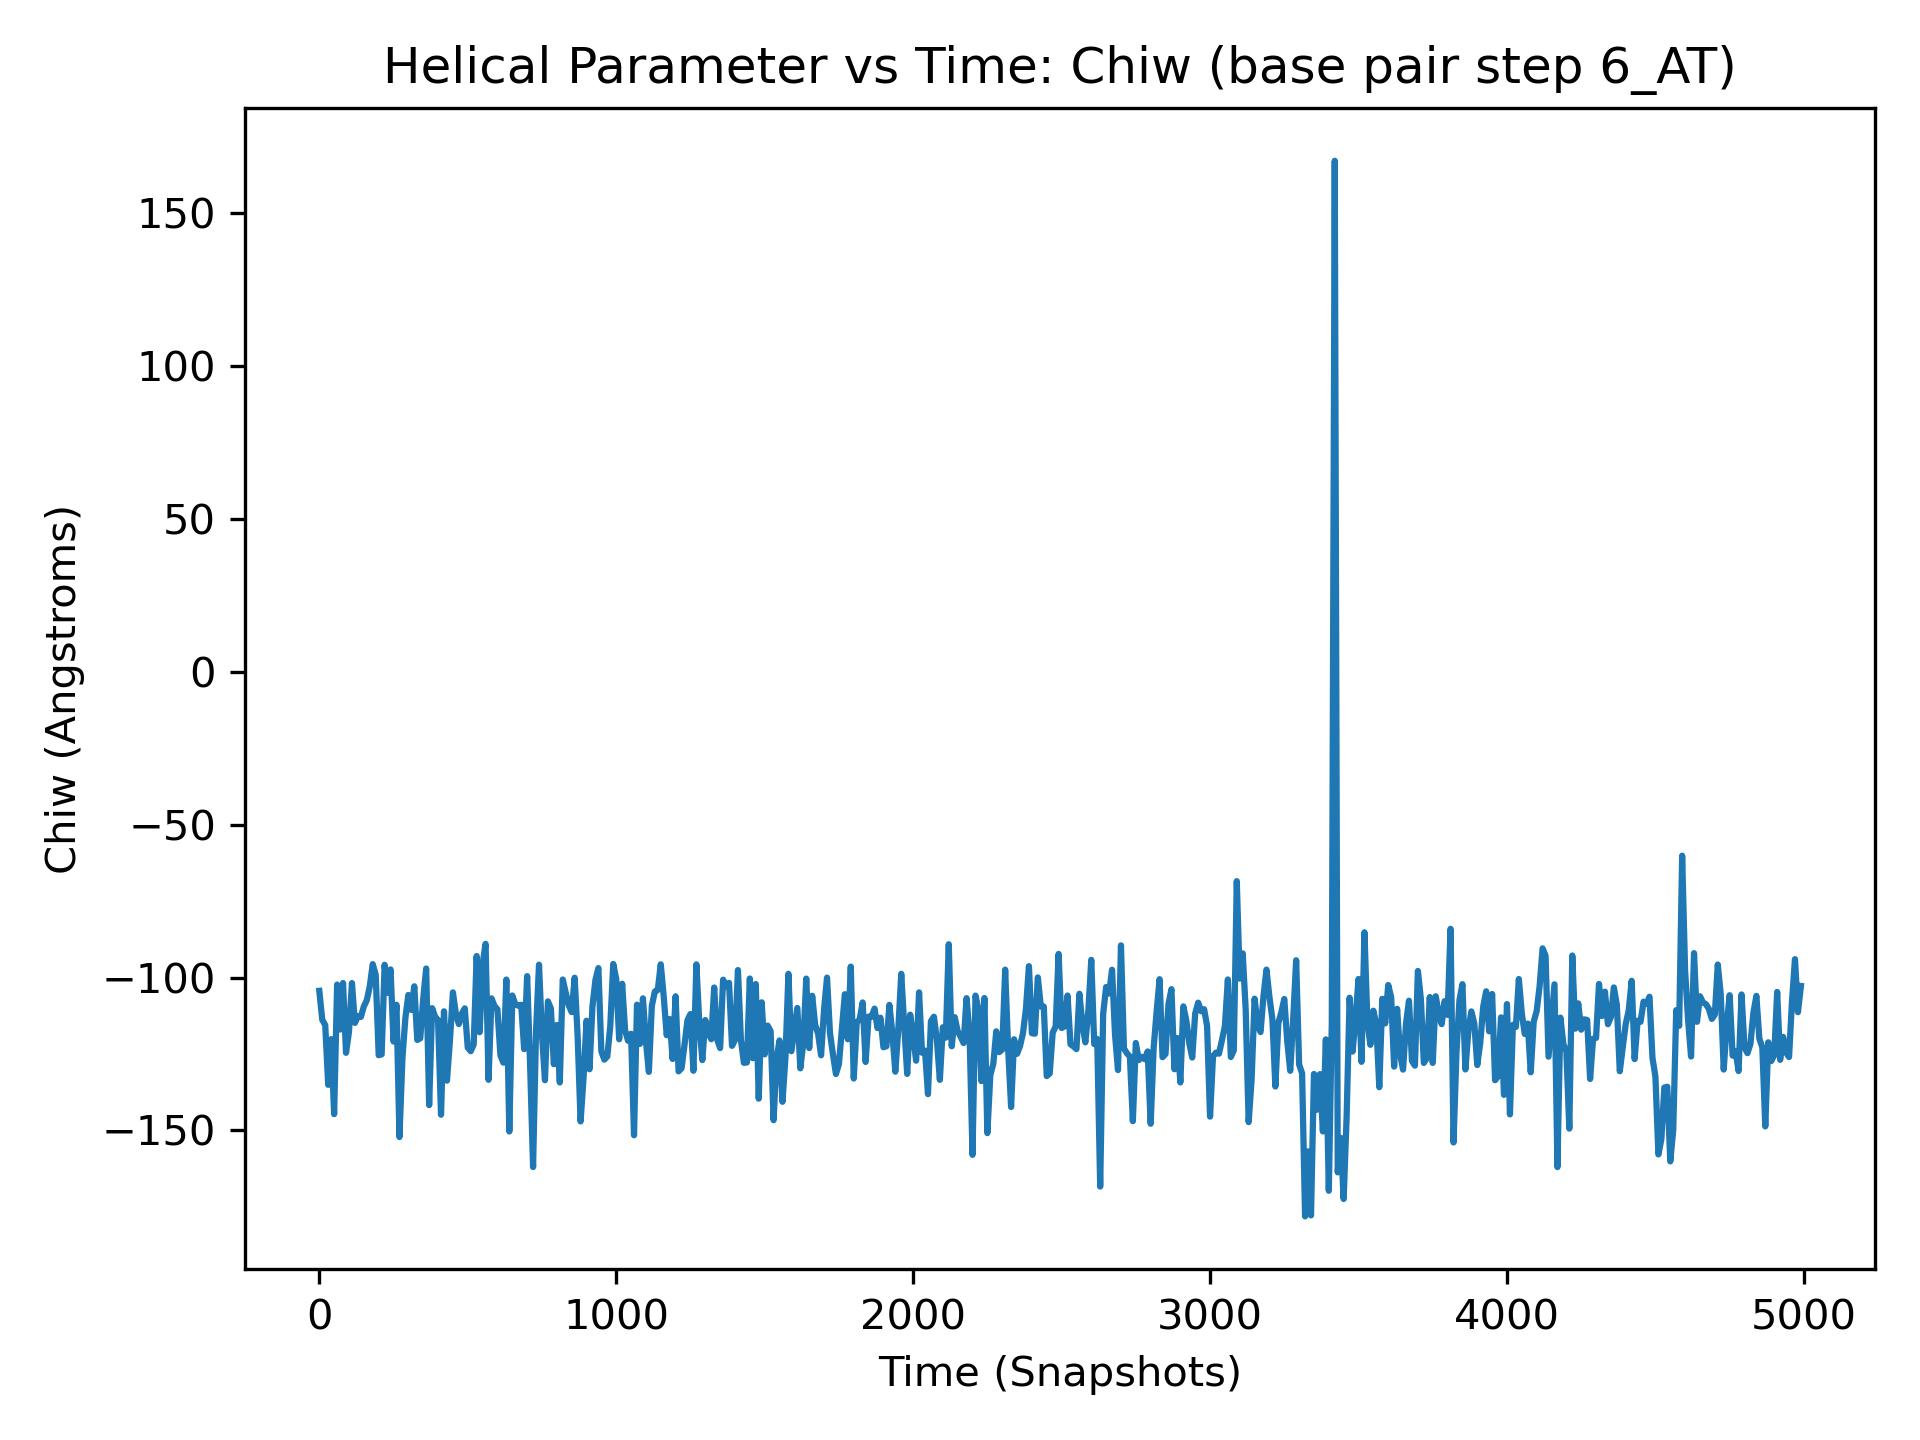 Helical Parameter vs Time: Chiw (base pair step 6_AT)
Chiw (Angstroms)
150
100
50
0
−50
−100
−150
0 1000 2000 3000 4000 5000
Time (Snapshots)